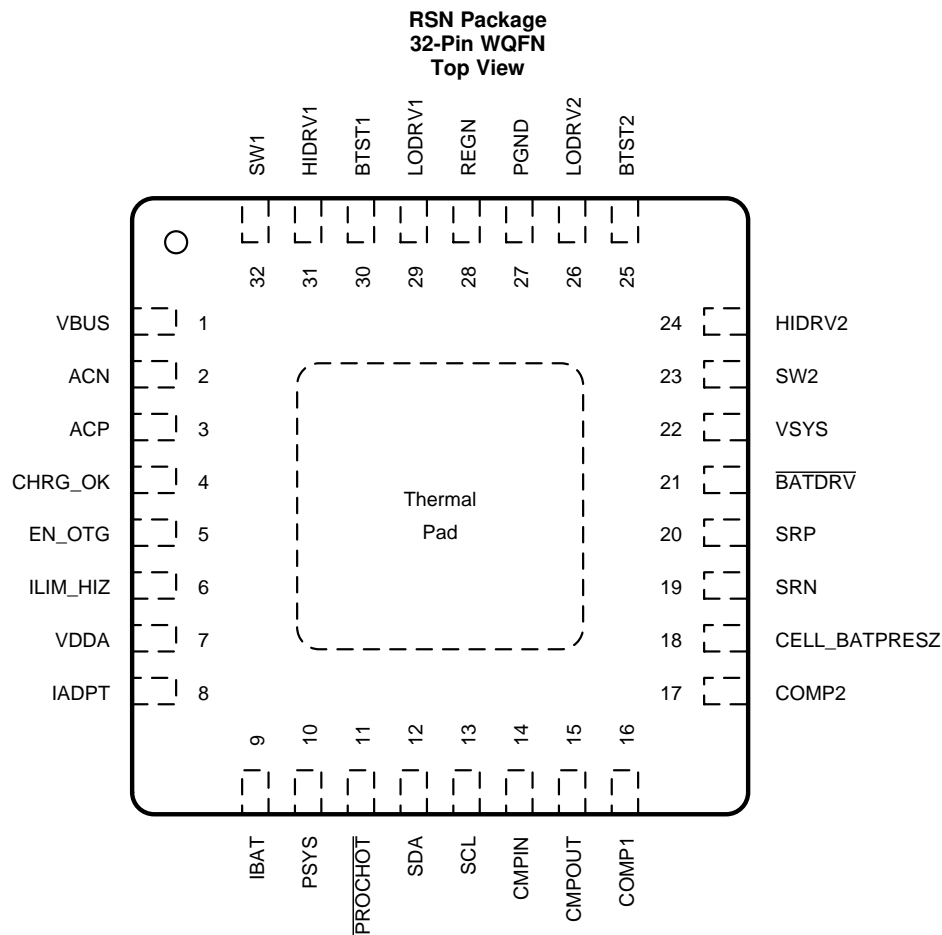 RSN Package
32-Pin WQFN
Top View
SW1
HIDRV1
BTST1
LODRV1
REGN
PGND
LODRV2
BTST2
32
31
30
29
28
27
26
25
VBUS 1
ACN 2
ACP 3
CHRG_OK 4
EN_OTG 5
ILIM_HIZ 6
VDDA 7
IADPT 8
24 HIDRV2
23 SW2
22 VSYS
21 BATDRV
20 SRP
19 SRN
18 CELL_BATPRESZ
17 COMP2
Thermal
Pad
9
10
11
12
13
14
15
16
IBAT
PSYS
PROCHOT
SDA
SCL
CMPIN
CMPOUT
COMP1